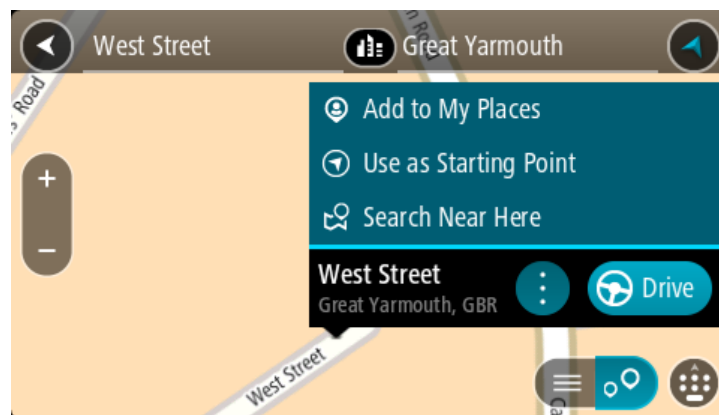 West Street
Great Yarmouth
Road
Add to My Places
Use as Starting Point
Search Near Here
West Street
Great Yarmouth, GBR
Drive
West Street